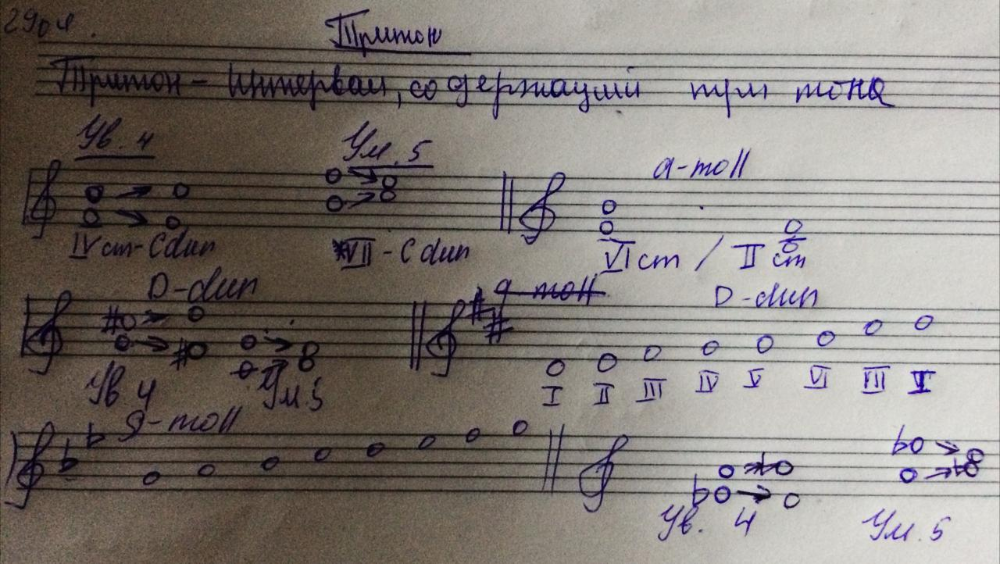 29.04.
Тритон
Тритон - Интервал, содержащий три тона
Ув. 4 Ум. 5 a-moll
IV ст - C dur VII - C dur VI ст / II ст
D-dur a-moll D-dur
I II III IV V VI VII I
Ув 4 Ум 5
g-moll
Ув. 4 Ум. 5